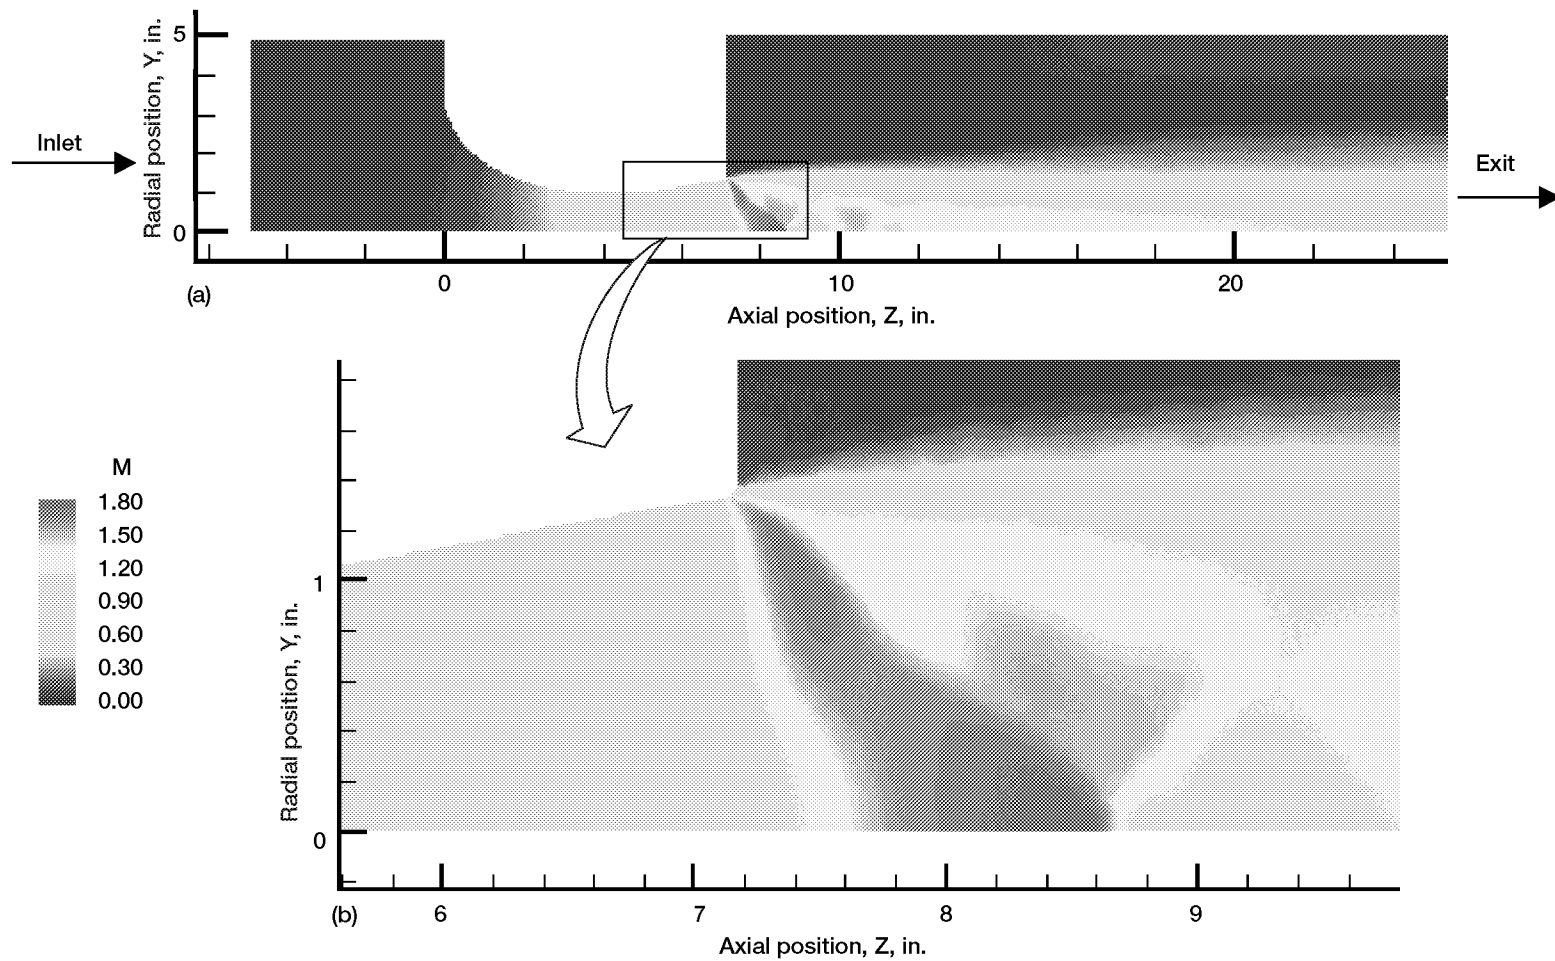 Radial position, Y, in.
5
0
Inlet
Exit
0
10
20
(a)
Axial position, Z, in.
M
1.80
1.50
1.20
0.90
0.60
0.30
0.00
Radial position, Y, in.
1
0
6
7
8
9
(b)
Axial position, Z, in.